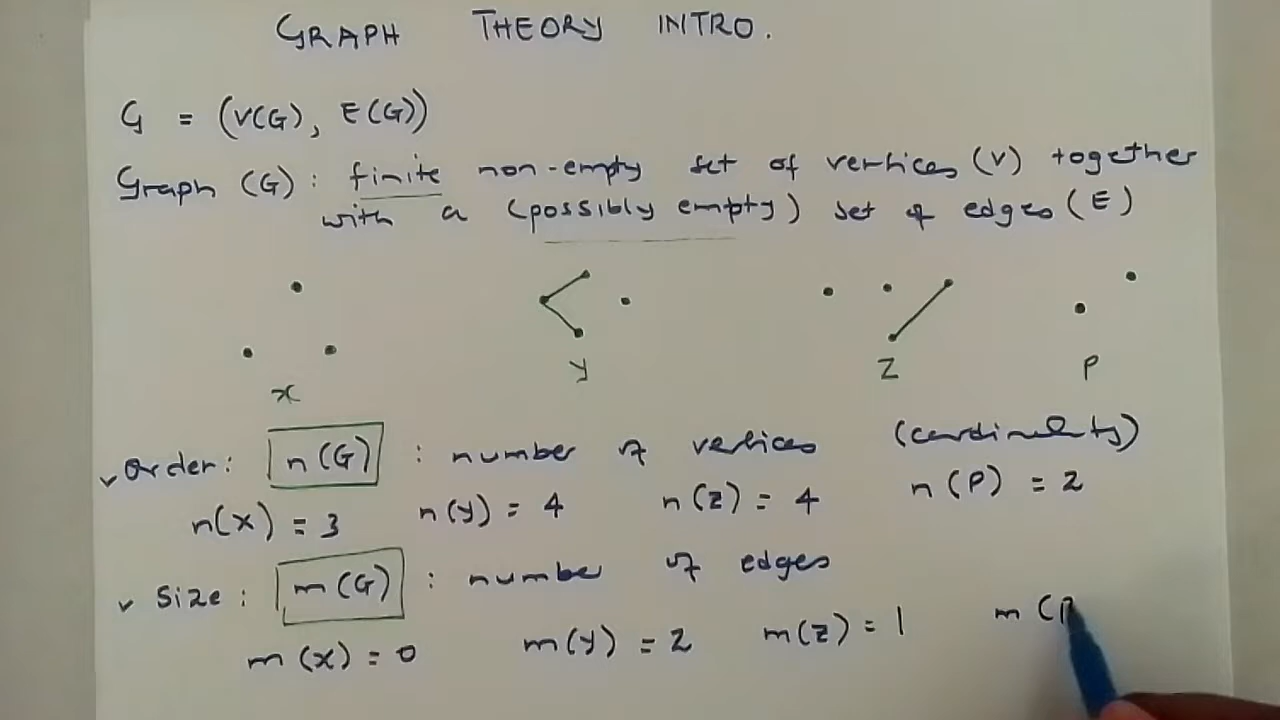 GRAPH THEORY INTRO.
G = (V(G), E(G))
Graph (G): finite non-empty set of vertices (V) together
with a (possibly empty) set of edges (E)
x y z P
Order: n(G) : number of vertices (cardinality)
n(x) = 3 n(y) = 4 n(z) = 4 n(P) = 2
Size: m(G) : number of edges
m(x) = 0 m(y) = 2 m(z) = 1 m(P